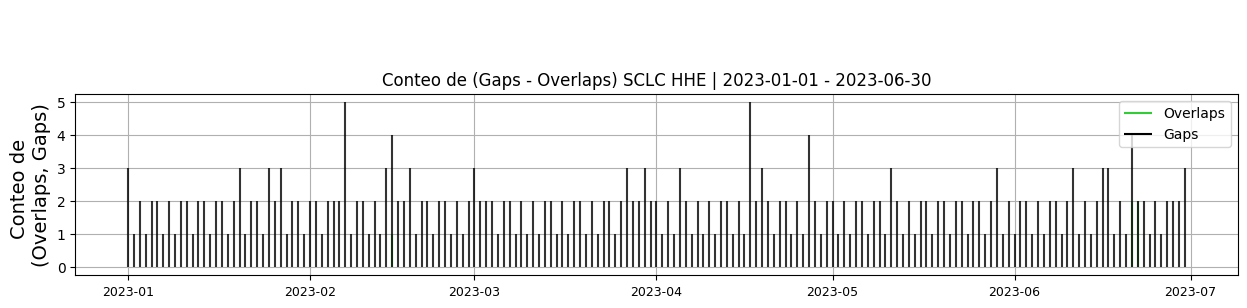 Conteo de (Gaps - Overlaps) SCLC HHE | 2023-01-01 - 2023-06-30
Conteo de
(Overlaps, Gaps)
5
4
3
2
1
0
Overlaps
Gaps
2023-01 2023-02 2023-03 2023-04 2023-05 2023-06 2023-07